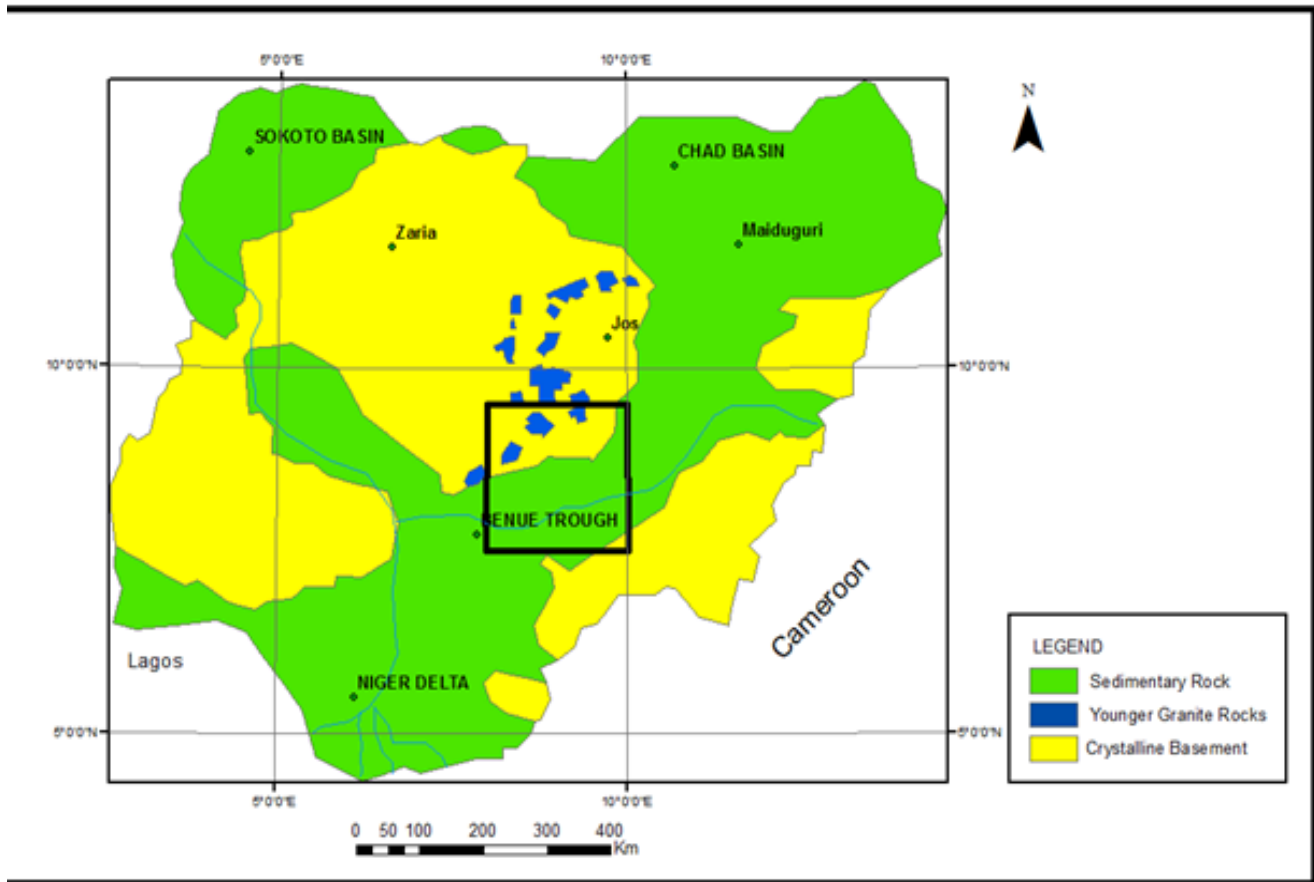 5°0'0"E 10°0'0"E
N
SOKOTO BASIN
CHAD BASIN
Zaria
Maiduguri
Jos
10°0'0"N 10°0'0"N
BENUE TROUGH
Cameroon
Lagos
LEGEND
Sedimentary Rock
Younger Granite Rocks
Crystalline Basement
NIGER DELTA
5°0'0"N 5°0'0"N
5°0'0"E 10°0'0"E
0 50 100 200 300 400
Km